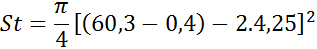 St = π/4 [(60,3 − 0,4) − 2.4,25]²